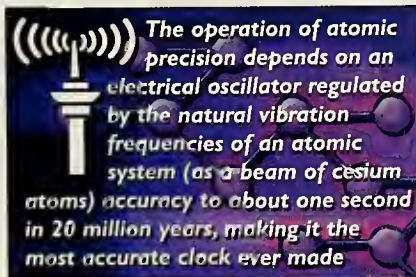 The operation of atomic
precision depends on an
electrical oscillator regulated
by the natural vibration
frequencies of an atomic
system (as a beam of cesium
atoms) accuracy to about one second
in 20 million years, making it the
most accurate clock ever made